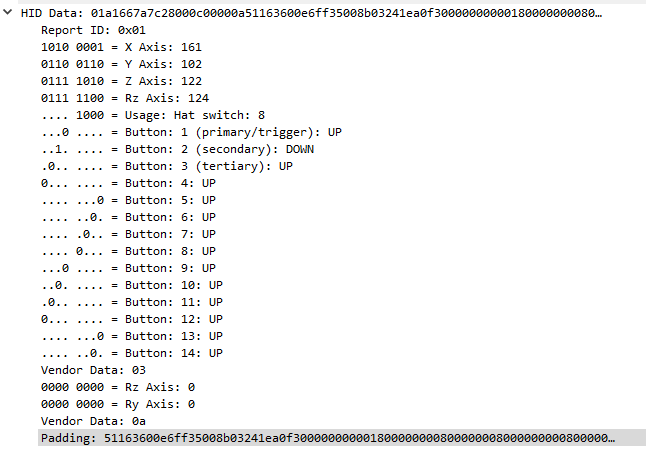 HID Data: 01a1667a7c28000c00000a51163600e6ff35008b03241ea0f30000000000180000000080…
Report ID: 0x01
1010 0001 = X Axis: 161
0110 0110 = Y Axis: 102
0111 1010 = Z Axis: 122
0111 1100 = Rz Axis: 124
.... 1000 = Usage: Hat switch: 8
...0 .... = Button: 1 (primary/trigger): UP
..1. .... = Button: 2 (secondary): DOWN
.0.. .... = Button: 3 (tertiary): UP
0... .... = Button: 4: UP
.... ...0 = Button: 5: UP
.... ..0. = Button: 6: UP
.... .0.. = Button: 7: UP
.... 0... = Button: 8: UP
...0 .... = Button: 9: UP
..0. .... = Button: 10: UP
.0.. .... = Button: 11: UP
0... .... = Button: 12: UP
.... ...0 = Button: 13: UP
.... ..0. = Button: 14: UP
Vendor Data: 03
0000 0000 = Rz Axis: 0
0000 0000 = Ry Axis: 0
Vendor Data: 0a
Padding: 51163600e6ff35008b03241ea0f3000000000018000000008000000080000000000800000…